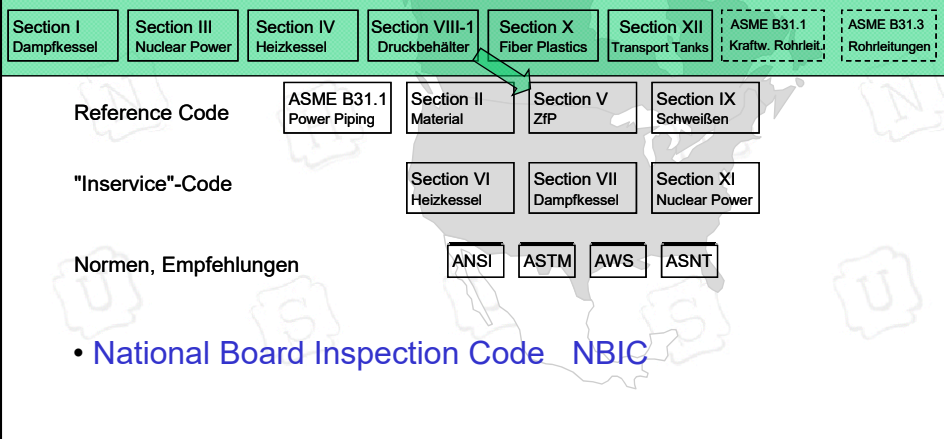 Section I
Dampfkessel
Section III
Nuclear Power
Section IV
Heizkessel
Section VIII-1
Druckbehälter
Section X
Fiber Plastics
Section XII
Transport Tanks
ASME B31.1
Kraftw. Rohrleit.
ASME B31.3
Rohrleitungen
Reference Code
ASME B31.1
Power Piping
Section II
Material
Section V
ZfP
Section IX
Schweißen
"Inservice"-Code
Section VI
Heizkessel
Section VII
Dampfkessel
Section XI
Nuclear Power
Normen, Empfehlungen
ANSI
ASTM
AWS
ASNT
• National Board Inspection Code NBIC
N
U
S
U
S
U
N